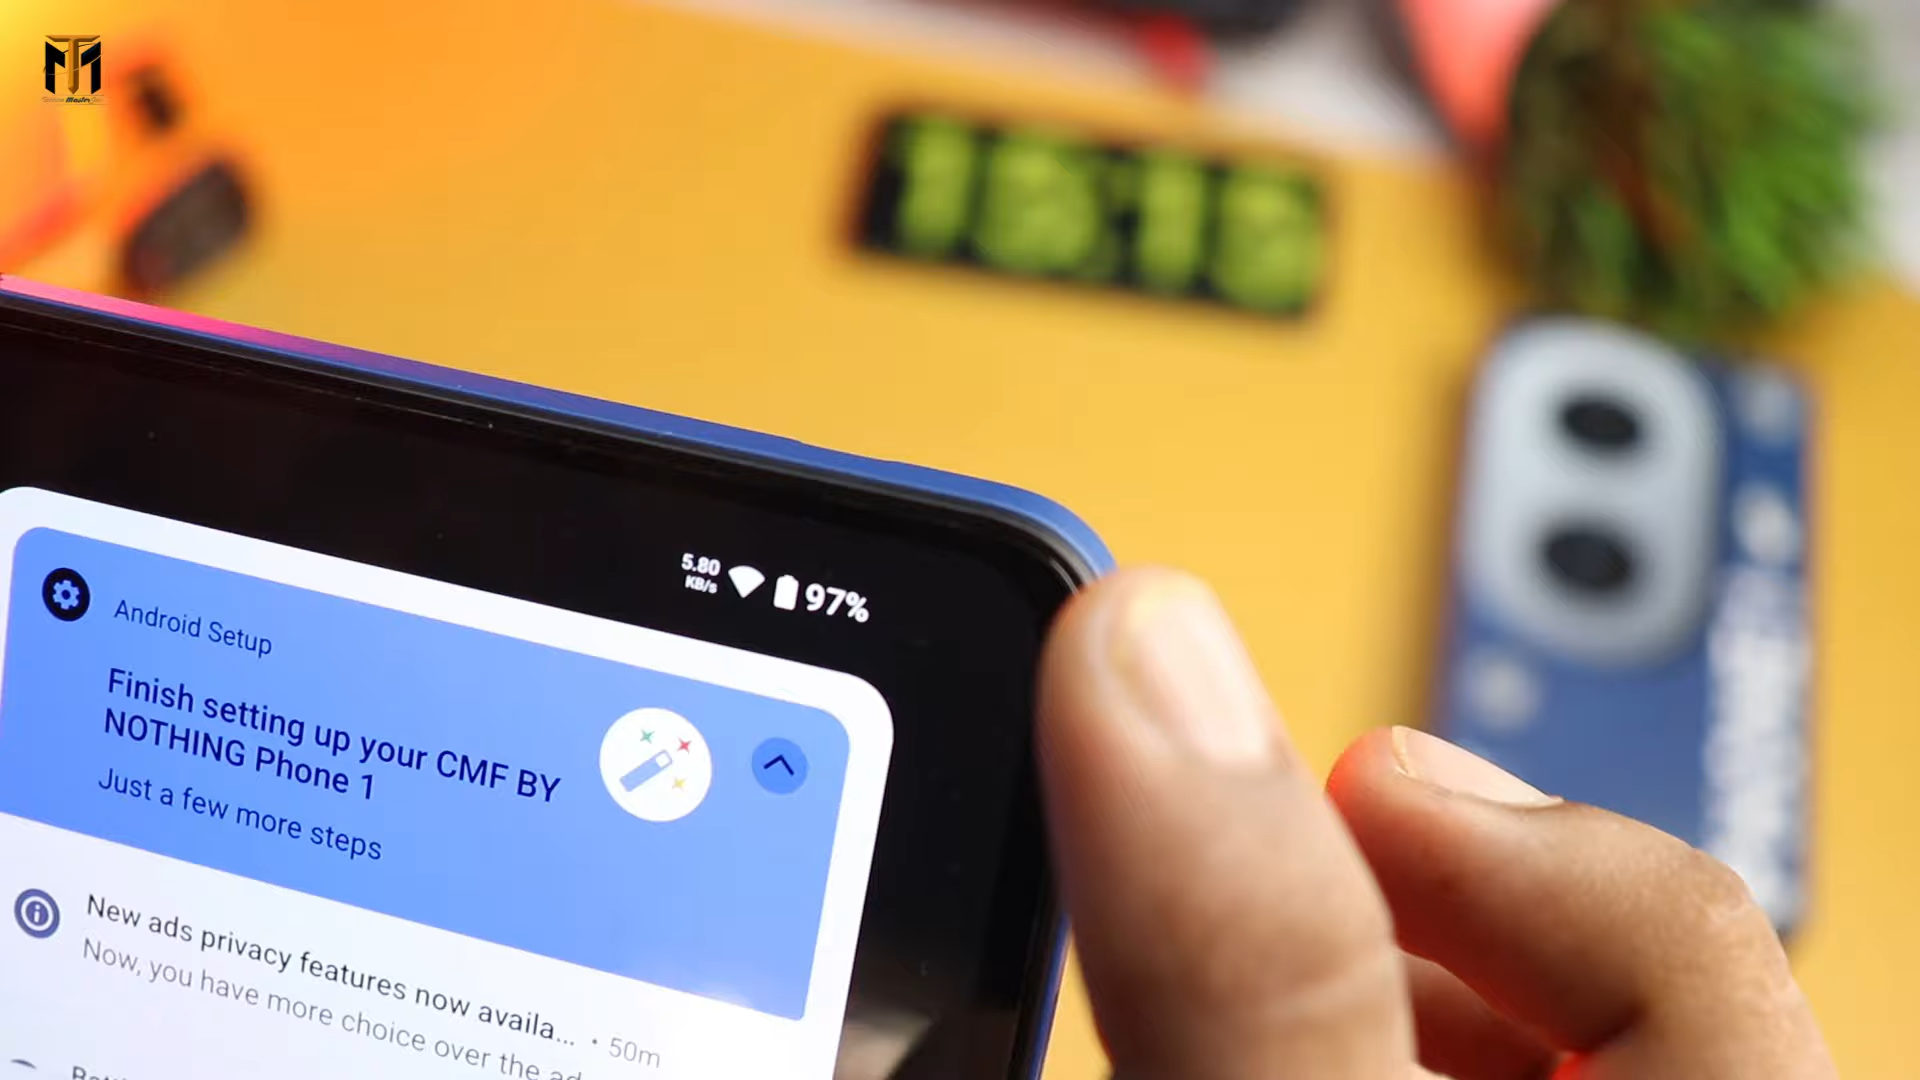 5.80
KB/s
97%
Android Setup
Finish setting up your CMF BY
NOTHING Phone 1
Just a few more steps
New ads privacy features now availa... • 50m
Now, you have more choice over the ad